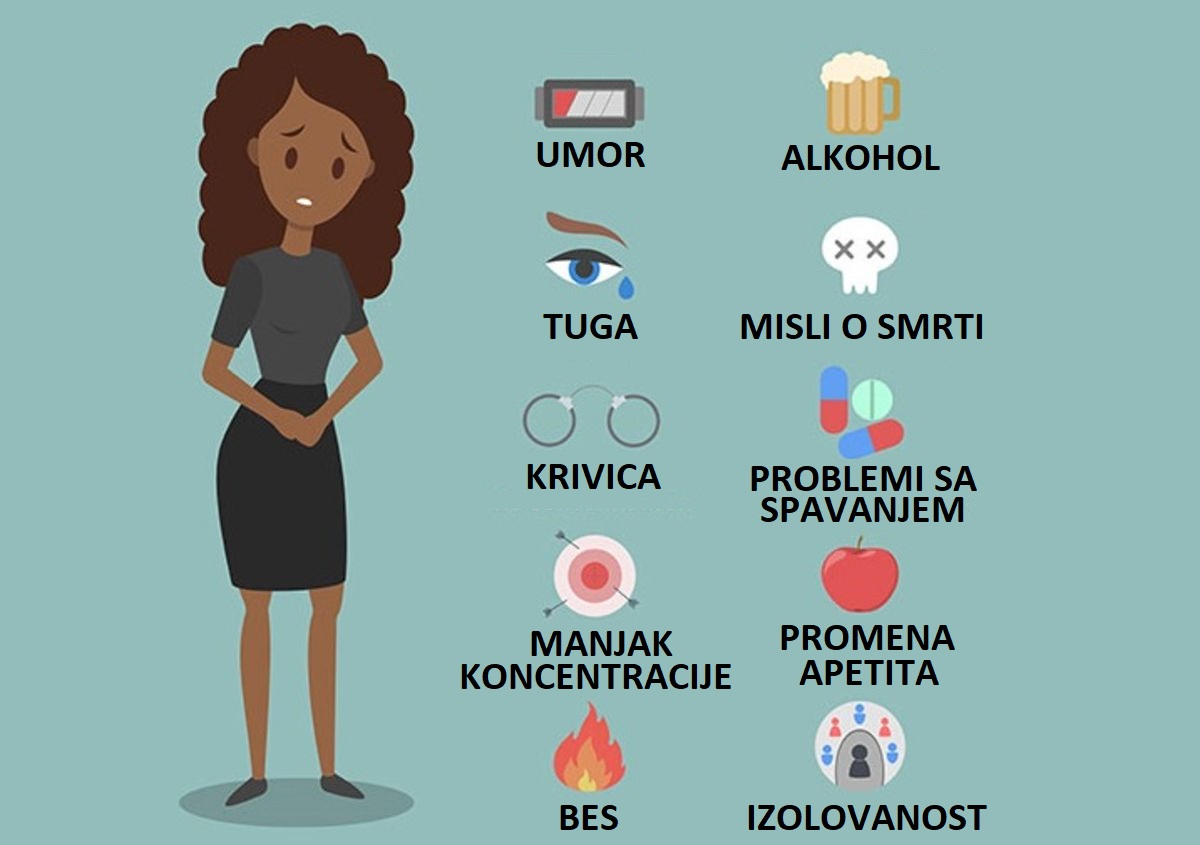 UMOR
ALKOHOL
TUGA
MISLI O SMRTI
KRIVICA
PROBLEMI SA
SPAVANJEM
MANJAK
KONCENTRACIJE
PROMENA
APETITA
BES
IZOLOVANOST